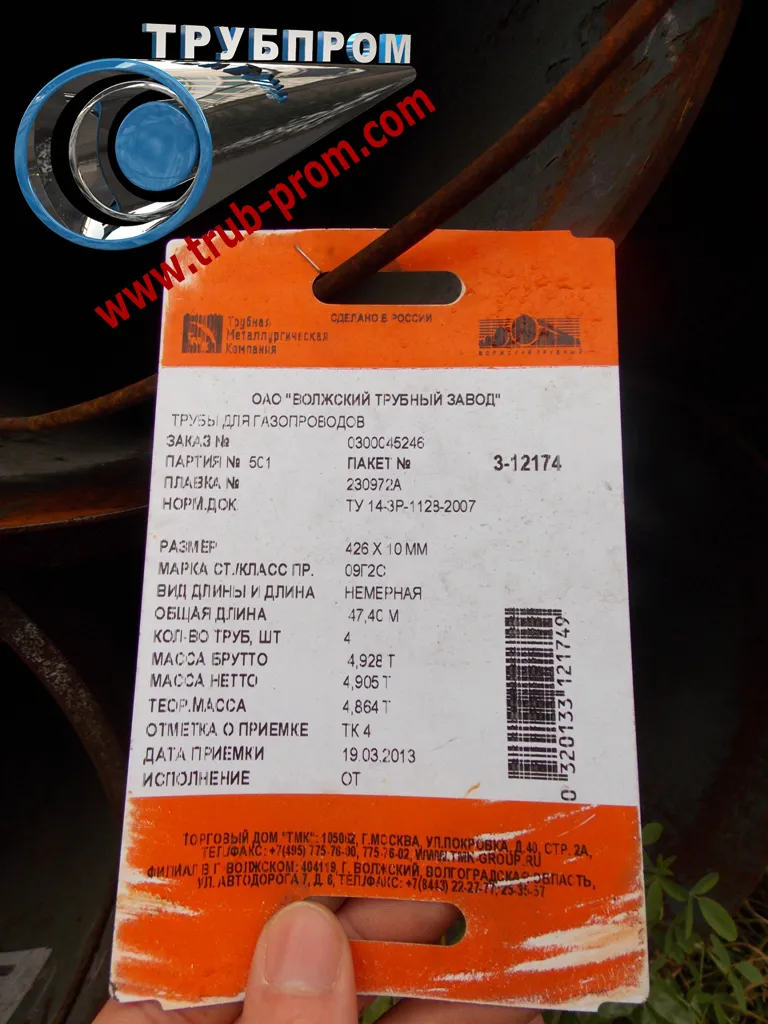 ТРУБПРОМ
www.trub-prom.com
СДЕЛАНО В РОССИИ
Трубная
Металлургическая
Компания
ВОЛЖСКИЙ ТРУБНЫЙ
ОАО "ВОЛЖСКИЙ ТРУБНЫЙ ЗАВОД"
ТРУБЫ ДЛЯ ГАЗОПРОВОДОВ
ЗАКАЗ № 0300045246
ПАРТИЯ № 501 ПАКЕТ № 3-12174
ПЛАВКА № 230972А
НОРМ.ДОК. ТУ 14-3Р-1128-2007
РАЗМЕР 426 X 10 ММ
МАРКА СТ./КЛАСС ПР. 09Г2С
ВИД ДЛИНЫ И ДЛИНА НЕМЕРНАЯ
ОБЩАЯ ДЛИНА 47,40 М
КОЛ-ВО ТРУБ, ШТ 4
МАССА БРУТТО 4,928 Т
МАССА НЕТТО 4,905 Т
ТЕОР.МАССА 4,864 Т
ОТМЕТКА О ПРИЕМКЕ ТК 4
ДАТА ПРИЕМКИ 19.03.2013
ИСПОЛНЕНИЕ ОТ
0 320133 121749
ТОРГОВЫЙ ДОМ "ТМК": 105062, Г.МОСКВА, УЛ.ПОКРОВКА, Д.40, СТР. 2А,
ТЕЛ/ФАКС: +7(495) 775-76-00, 775-76-02, WWW.TMK-GROUP.RU
ФИЛИАЛ В Г. ВОЛЖСКОМ: 404119, Г. ВОЛЖСКИЙ, ВОЛГОГРАДСКАЯ ОБЛАСТЬ,
УЛ. АВТОДОРОГА 7, Д. 6, ТЕЛ/ФАКС: +7(8443) 22-27-77,